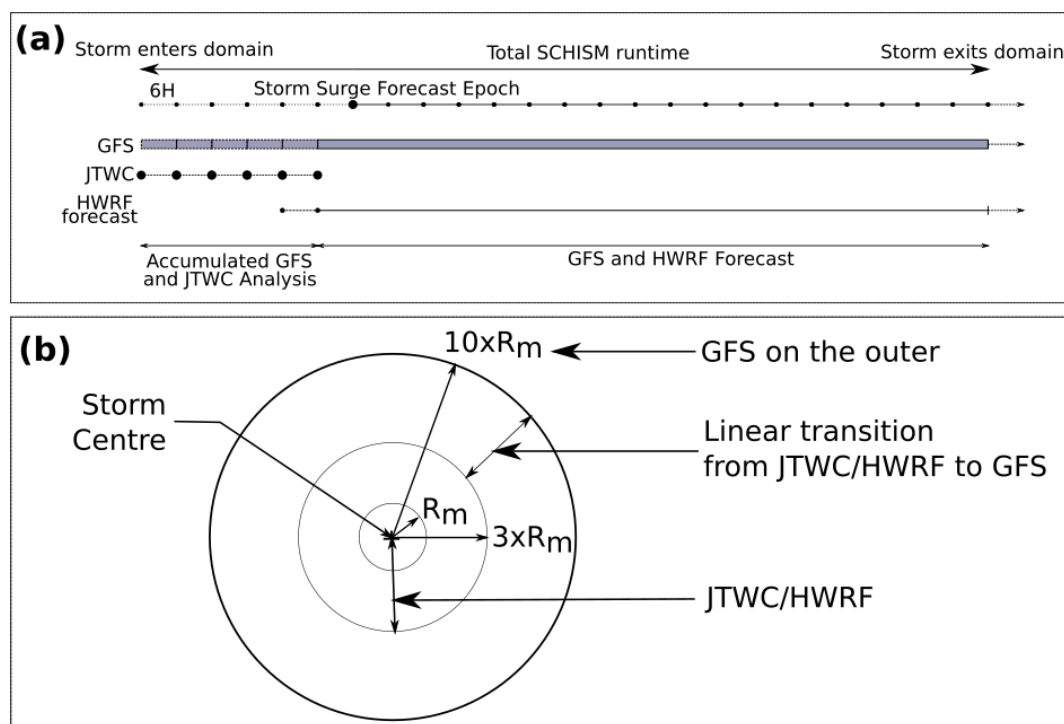 (a)
Storm enters domain
Total SCHISM runtime
Storm exits domain
6H
Storm Surge Forecast Epoch
GFS
JTWC
HWRF
forecast
Accumulated GFS
and JTWC Analysis
GFS and HWRF Forecast
(b)
10xRm
GFS on the outer
Storm
Centre
Linear transition
from JTWC/HWRF to GFS
Rm
3xRm
JTWC/HWRF